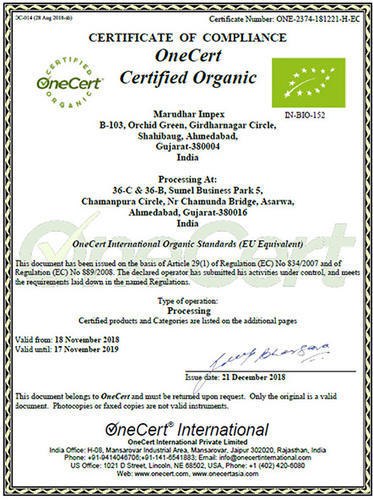 DC-014 (28 Aug 2018-ab)
Certificate Number: ONE-2374-181221-H-EC
CERTIFICATE OF COMPLIANCE
OneCert
Certified Organic
CERTIFIED
OneCert
ORGANIC
IN-BIO-152
Marudhar Impex
B-103, Orchid Green, Girdharnagar Circle,
Shahibaug, Ahmedabad,
Gujarat-380004
India
Processing At:
36-C & 36-B, Sumel Business Park 5,
Chamanpura Circle, Nr Chamunda Bridge, Asarwa,
Ahmedabad, Gujarat-380016
India
OneCert
OneCert International Organic Standards (EU Equivalent)
This document has been issued on the basis of Article 29(1) of Regulation (EC) No 834/2007 and of
Regulation (EC) No 889/2008. The declared operator has submitted his activities under control, and meets
the requirements laid down in the named Regulations.
Type of operation:
Processing
Certified products and Categories are listed on the additional pages
Valid from: 18 November 2018
Valid until: 17 November 2019
Issue date: 21 December 2018
This document belongs to OneCert and must be returned upon request. Only the original is a valid
document. Photocopies or faxed copies are not valid instruments.
OneCert® International
OneCert International Private Limited
India Office: H-08, Mansarovar Industrial Area, Mansarovar, Jaipur 302020, Rajasthan, India
Phone: +91-9414046706;+91-141-6541883; Email: info@onecertinternational.com
US Office: 1021 D Street, Lincoln, NE 68502, USA, Phone: +1 (402) 420-6080
Web: www.onecert.com, www.onecertasia.com